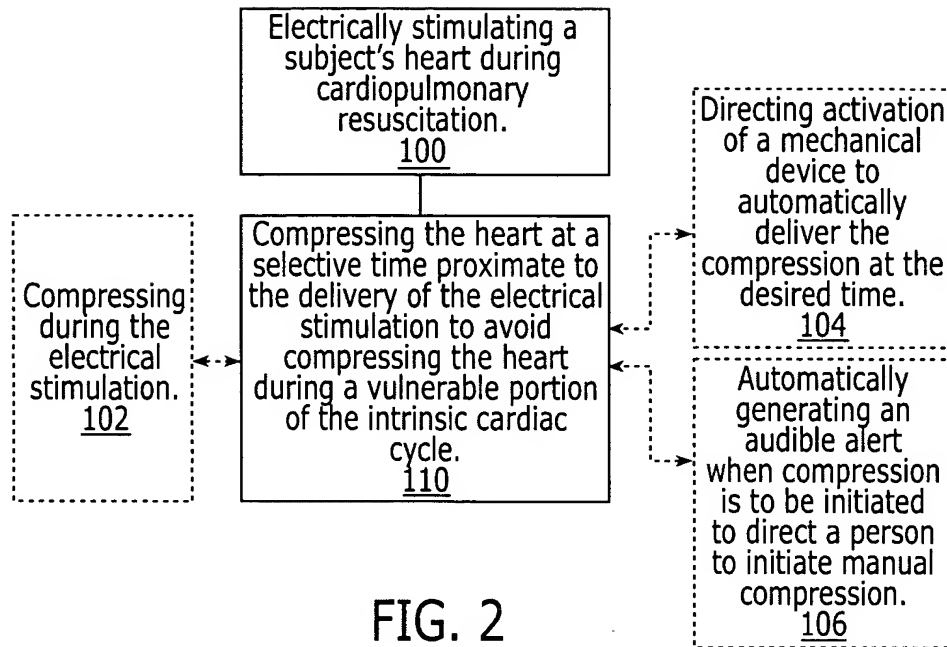 Electrically stimulating a
subject's heart during
cardiopulmonary
resuscitation.
100
Compressing the heart at a
selective time proximate to
the delivery of the electrical
stimulation to avoid
compressing the heart
during a vulnerable portion
of the intrinsic cardiac
cycle.
110
Compressing
during the
electrical
stimulation.
102
Directing activation
of a mechanical
device to
automatically
deliver the
compression at the
desired time.
104
Automatically
generating an
audible alert
when compression
is to be initiated
to direct a person
to initiate manual
compression.
106
FIG. 2